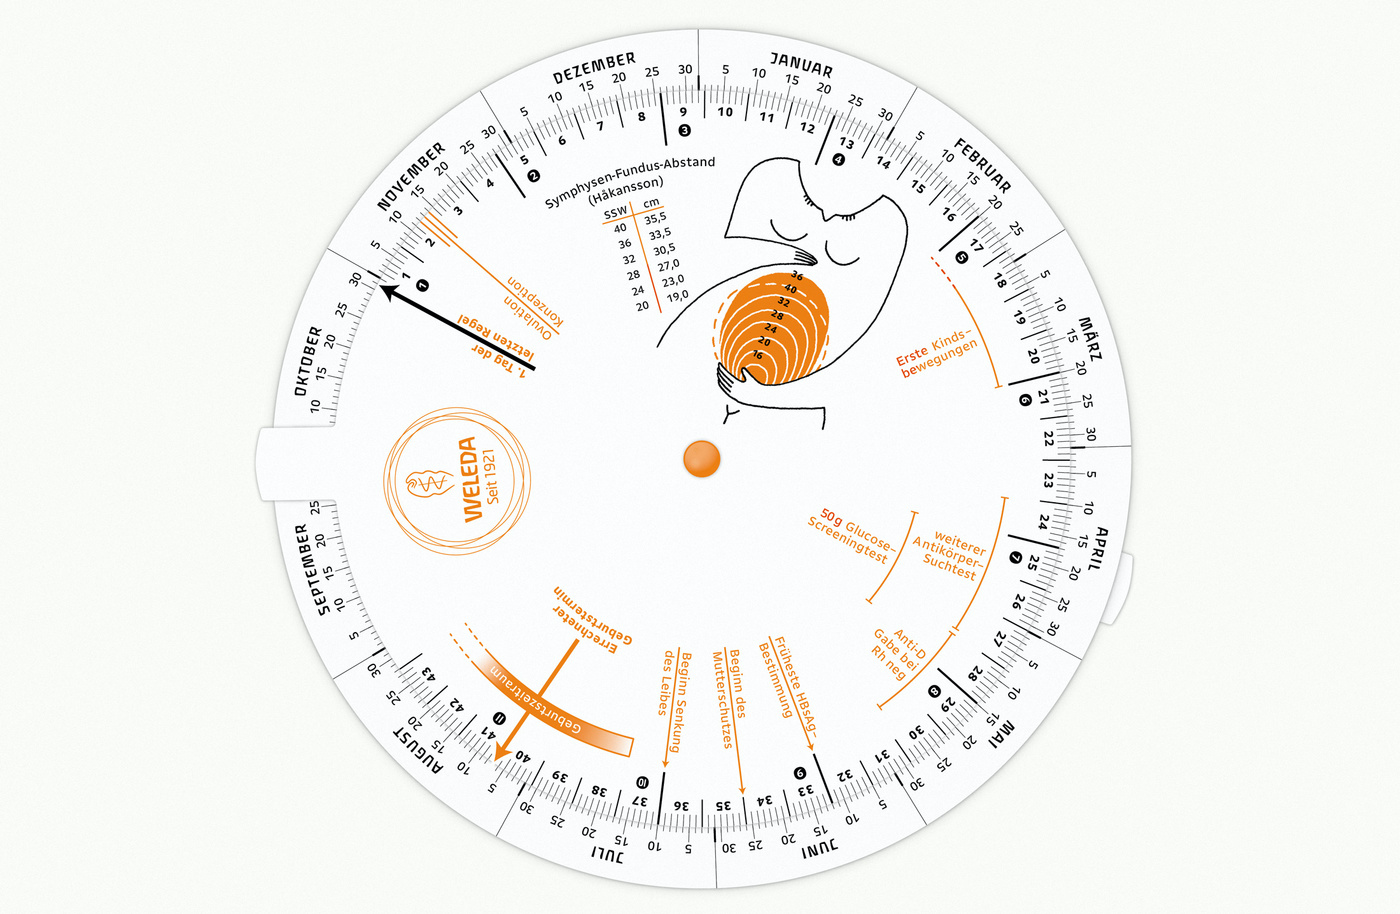 JANUAR
5 10 15 20 25 30
FEBRUAR
5 10 15 20 25
MÄRZ
5 10 15 20 25 30
APRIL
5 10 15 20 25 30
MAI
5 10 15 20 25
JUNI
5 10 15 20 25 30
JULI
5 10 15 20 25 30
AUGUST
5 10 15 20 25 30
SEPTEMBER
5 10 15 20 25
OKTOBER
10 15 20 25 30
NOVEMBER
5 10 15 20 25 30
DEZEMBER
5 10 15 20 25 30
1 2 3 4 5 6 7 8 9 10 11 12 13 14 15 16 17 18 19 20 21 22 23 24 25 26 27 28 29 30 31 32 33 34 35 36 37 38 39 40 41 42 43
1 2 3 4 5 6 7 8 9 10 11
Symphysen-Fundus-Abstand
(Håkansson)
SSW cm
40 35,5
36 33,5
32 30,5
28 27,0
24 23,0
20 19,0
36
40
32
28
24
20
16
Ovulation
Konzeption
1. Tag der
letzten Regel
WELEDA
Seit 1921
Erste Kinds-
bewegungen
50g Glucose-
Screeningtest
weiterer
Antikörper-
Suchtest
Anti-D
Gabe bei
Rh neg
Früheste HBsAg-
Bestimmung
Beginn des
Mutterschutzes
Beginn Senkung
des Leibes
Errechneter
Geburtstermin
Geburtszeitraum